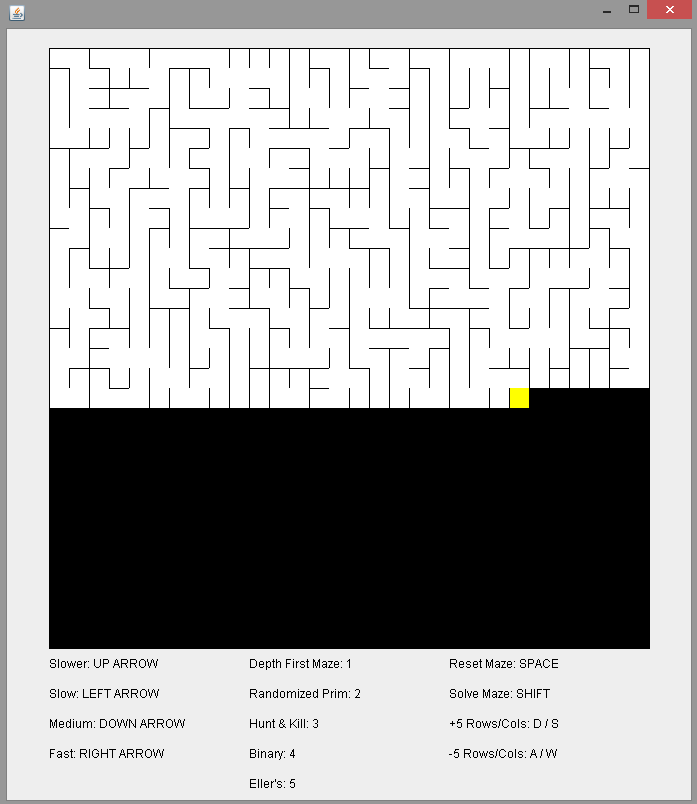 Slower: UP ARROW Depth First Maze: 1 Reset Maze: SPACE
Slow: LEFT ARROW Randomized Prim: 2 Solve Maze: SHIFT
Medium: DOWN ARROW Hunt & Kill: 3 +5 Rows/Cols: D / S
Fast: RIGHT ARROW Binary: 4 -5 Rows/Cols: A / W
Eller's: 5